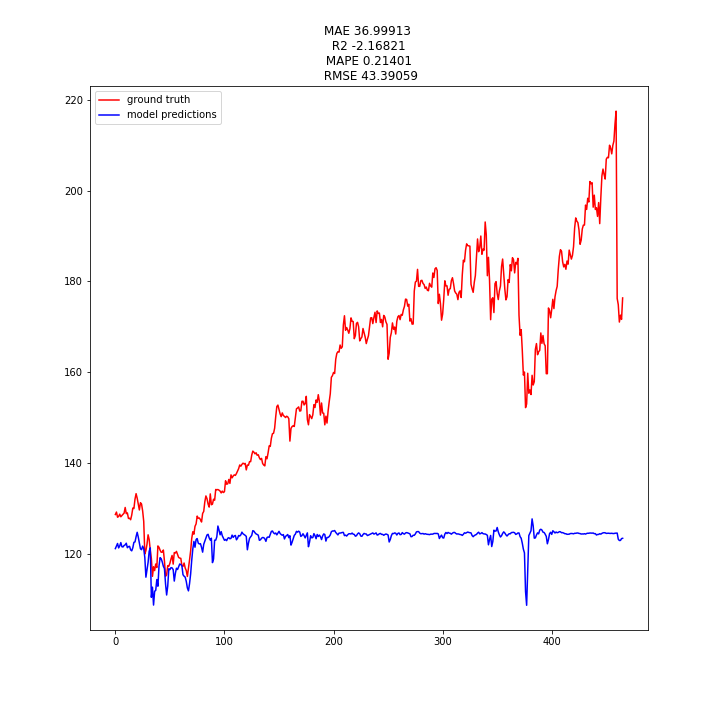 MAE 36.99913
R2 -2.16821
MAPE 0.21401
RMSE 43.39059
ground truth
model predictions
220
200
180
160
140
120
0
100
200
300
400